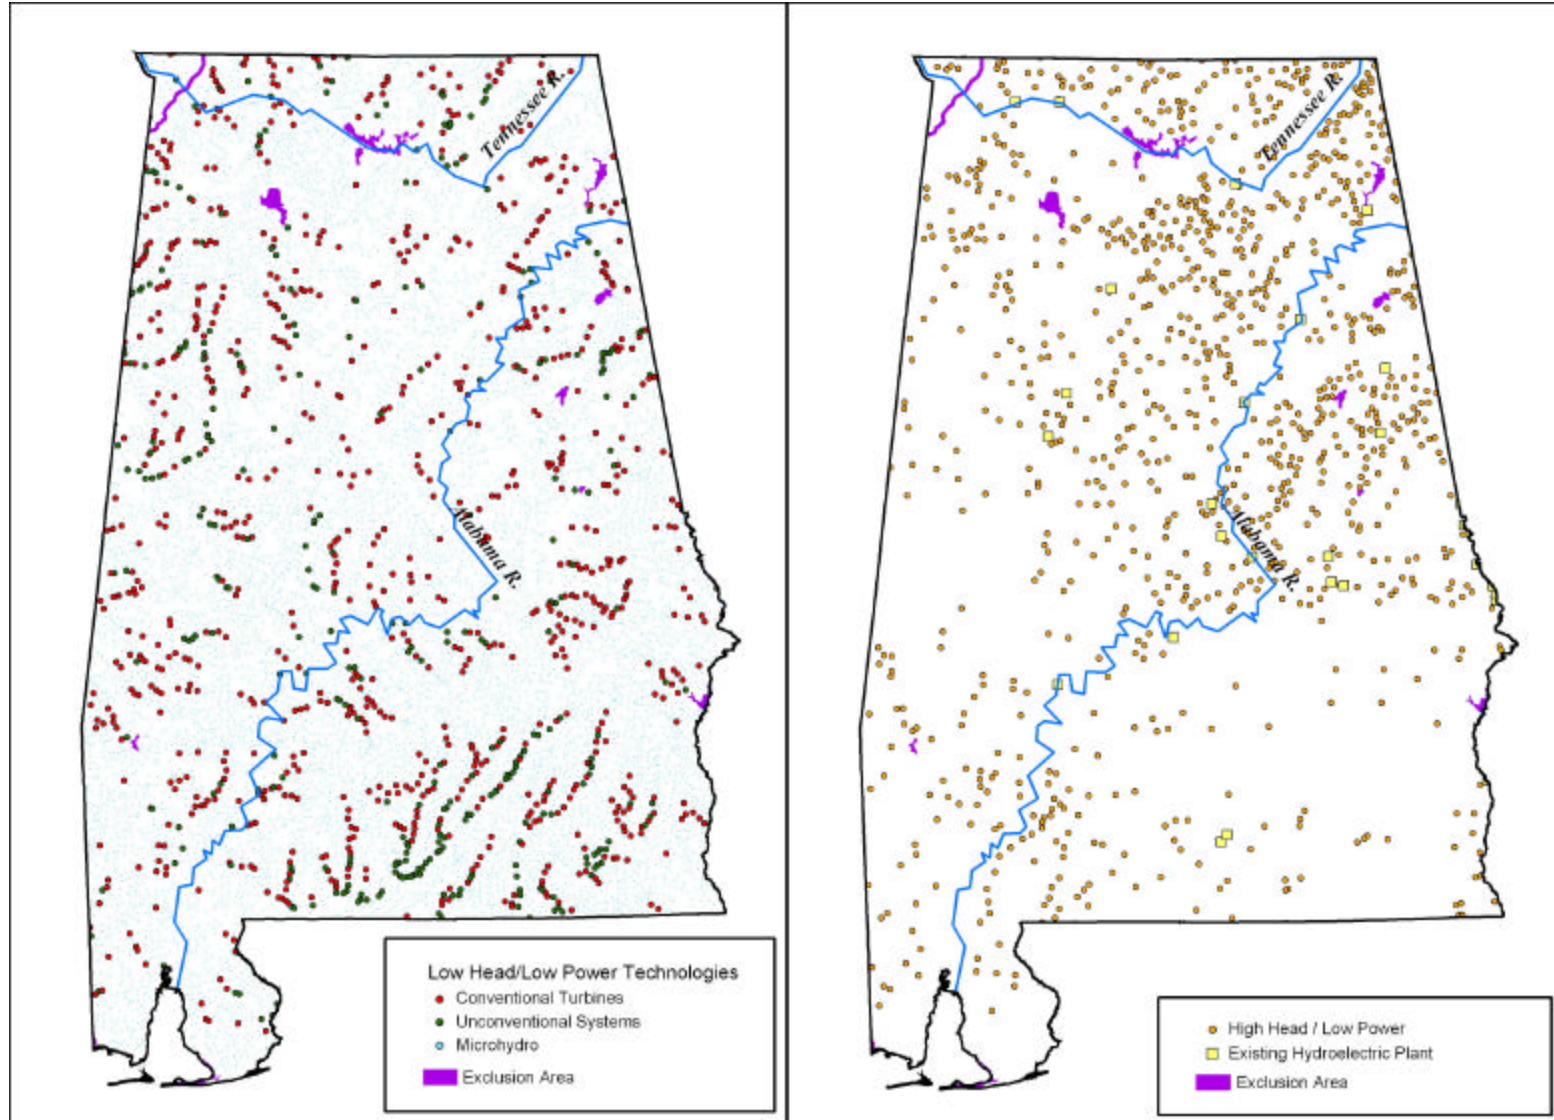 Tennessee R.
Alabama R.
Low Head/Low Power Technologies
Conventional Turbines
Unconventional Systems
Microhydro
Exclusion Area
Tennessee R.
Alabama R.
High Head / Low Power
Existing Hydroelectric Plant
Exclusion Area